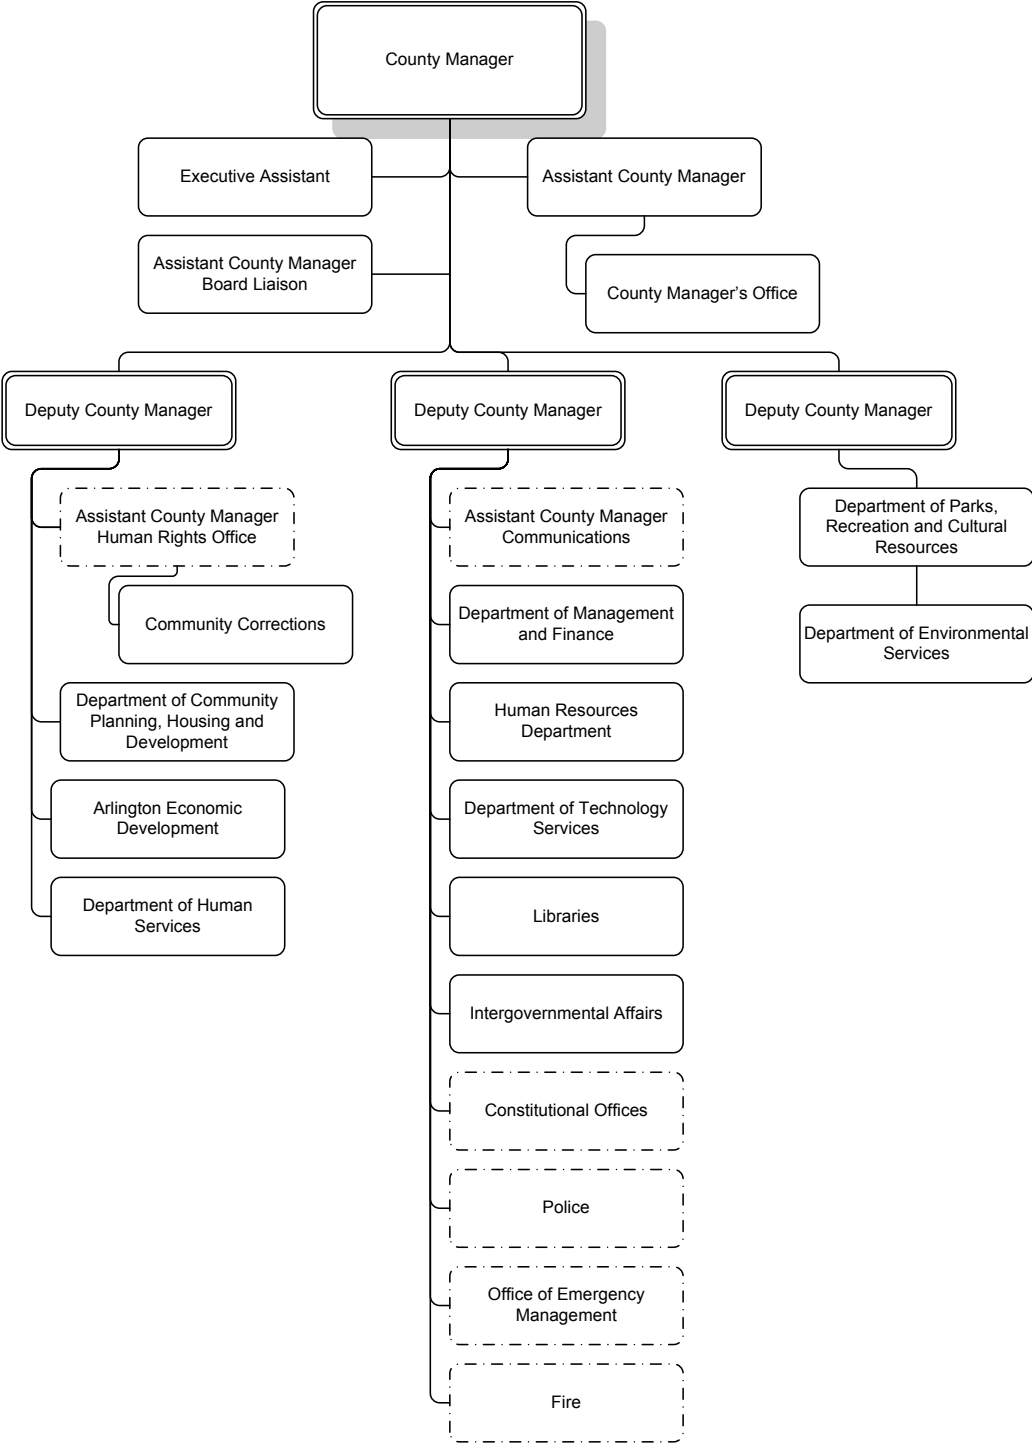 County Manager
Executive Assistant
Assistant County Manager
Assistant County Manager
Board Liaison
County Manager’s Office
Deputy County Manager
Deputy County Manager
Deputy County Manager
Assistant County Manager
Human Rights Office
Community Corrections
Department of Community
Planning, Housing and
Development
Arlington Economic
Development
Department of Human
Services
Assistant County Manager
Communications
Department of Management
and Finance
Human Resources
Department
Department of Technology
Services
Libraries
Intergovernmental Affairs
Constitutional Offices
Police
Office of Emergency
Management
Fire
Department of Parks,
Recreation and Cultural
Resources
Department of Environmental
Services